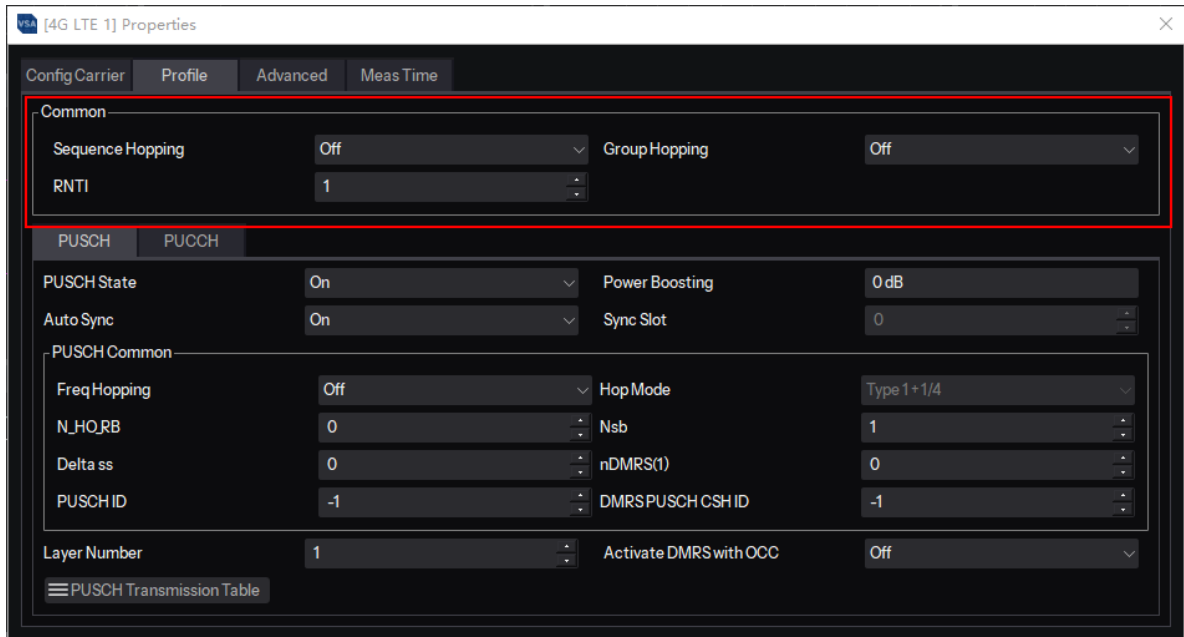 VSA [4G LTE 1] Properties
Config Carrier Profile Advanced Meas Time
Common
Sequence Hopping Off Group Hopping Off
RNTI 1
PUSCH PUCCH
PUSCH State On Power Boosting 0 dB
Auto Sync On Sync Slot 0
PUSCH Common
Freq Hopping Off Hop Mode Type 1+1/4
N_HO_RB 0 Nsb 1
Delta ss 0 nDMRS(1) 0
PUSCH ID -1 DMRS PUSCH CSH ID -1
Layer Number 1 Activate DMRS with OCC Off
PUSCH Transmission Table